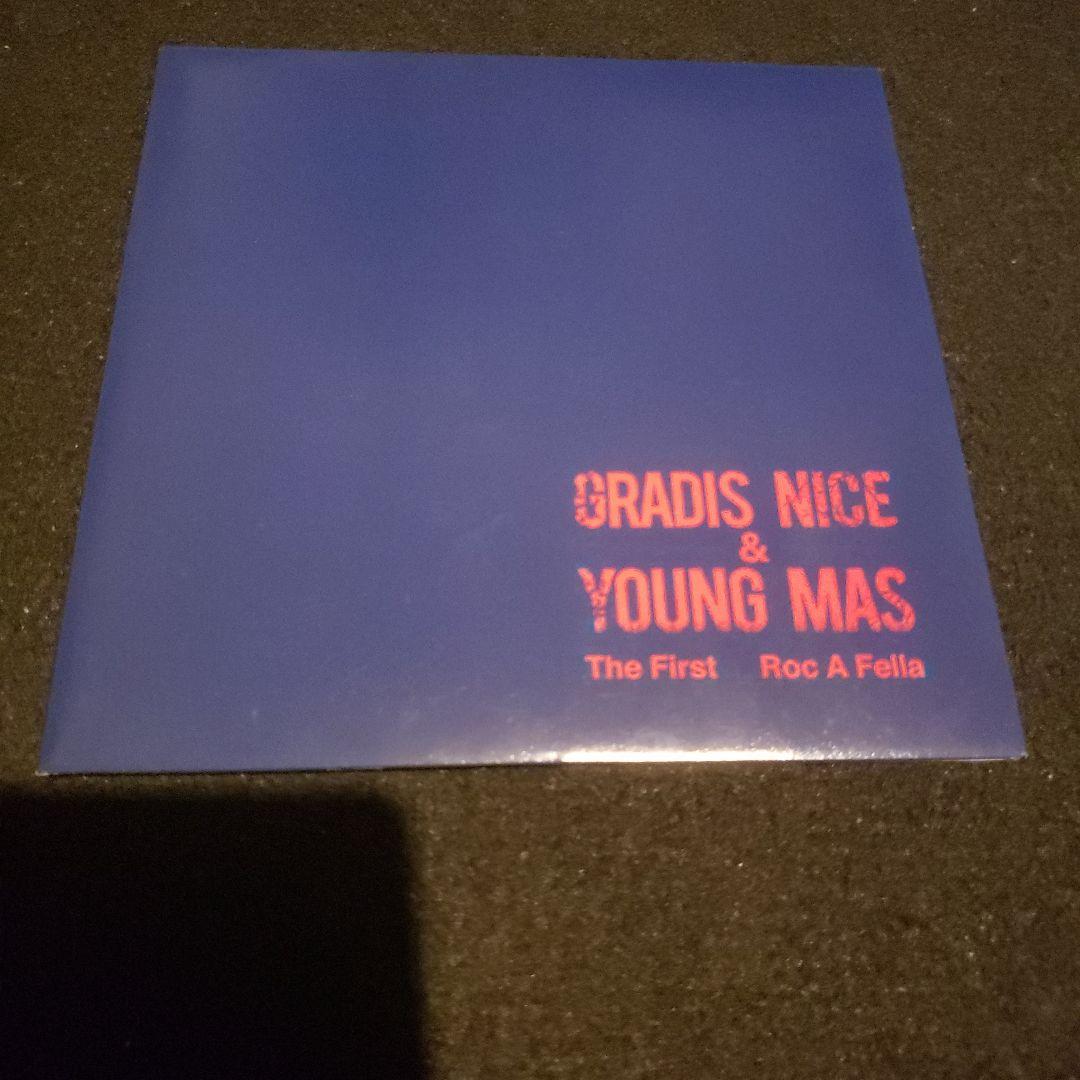 GRADIS NICE
&
YOUNG MAS
The First Roc A Fella